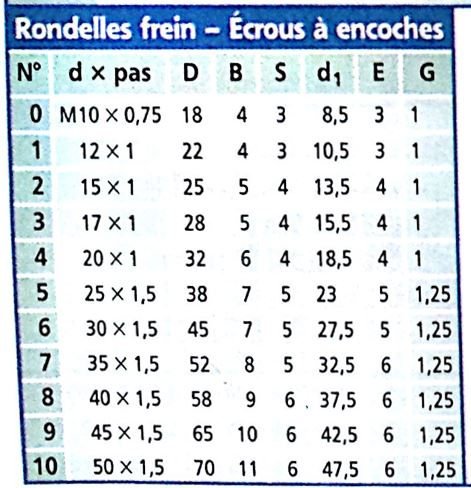 Rondelles frein – Écrous à encoches
N° d × pas D B S d₁ E G
0 M10 × 0,75 18 4 3 8,5 3 1
1 12 × 1 22 4 3 10,5 3 1
2 15 × 1 25 5 4 13,5 4 1
3 17 × 1 28 5 4 15,5 4 1
4 20 × 1 32 6 4 18,5 4 1
5 25 × 1,5 38 7 5 23 5 1,25
6 30 × 1,5 45 7 5 27,5 5 1,25
7 35 × 1,5 52 8 5 32,5 6 1,25
8 40 × 1,5 58 9 6 37,5 6 1,25
9 45 × 1,5 65 10 6 42,5 6 1,25
10 50 × 1,5 70 11 6 47,5 6 1,25